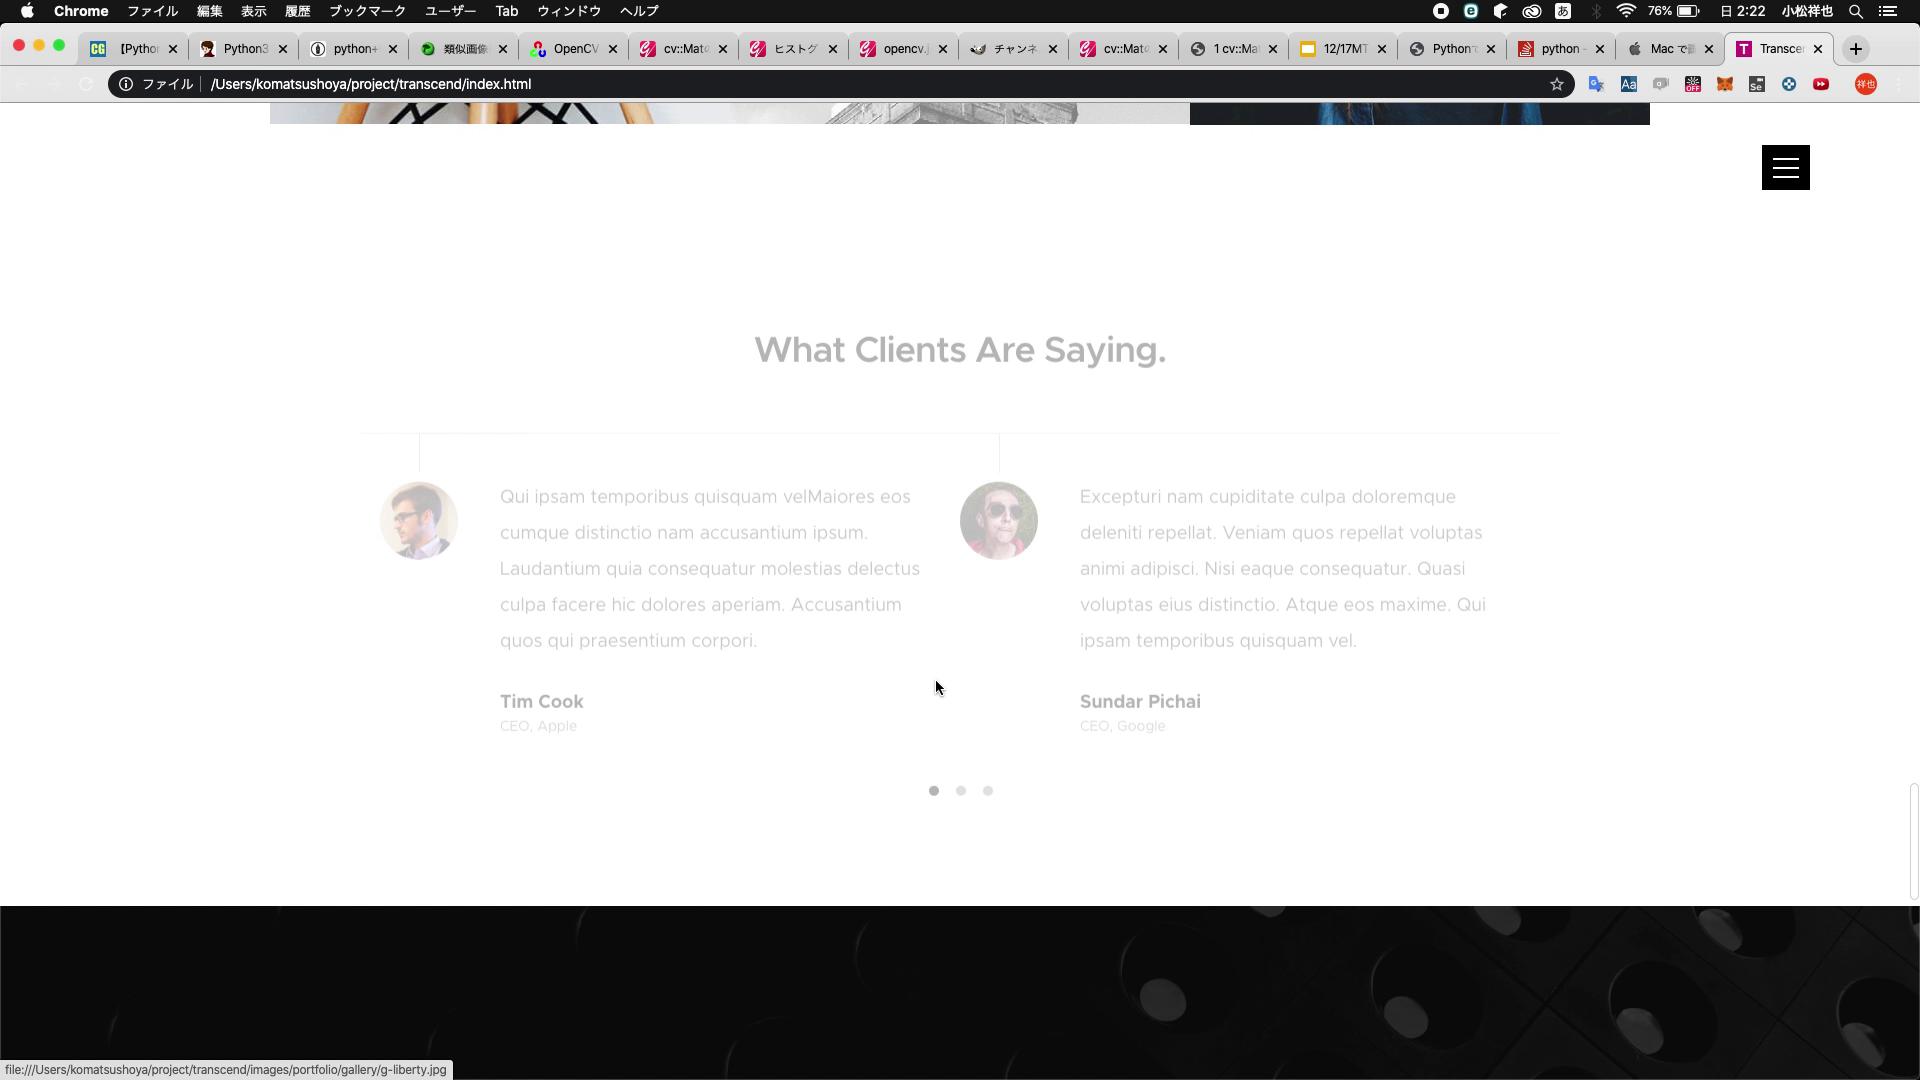 Chrome ファイル 編集 表示 履歴 ブックマーク ユーザー Tab ウィンドウ ヘルプ 76% 日 2:22 小松祥也
【Pythor Python3 python+ 類似画像 OpenCV cv::Mat ヒストグ opencv.j チャンネ cv::Mat 1 cv::Ma 12/17MT Python python - Mac で Transce
ファイル /Users/komatsushoya/project/transcend/index.html
What Clients Are Saying.
Qui ipsam temporibus quisquam velMaiores eos
cumque distinctio nam accusantium ipsum.
Laudantium quia consequatur molestias delectus
culpa facere hic dolores aperiam. Accusantium
quos qui praesentium corpori.
Tim Cook
CEO, Apple
Excepturi nam cupiditate culpa doloremque
deleniti repellat. Veniam quos repellat voluptas
animi adipisci. Nisi eaque consequatur. Quasi
voluptas eius distinctio. Atque eos maxime. Qui
ipsam temporibus quisquam vel.
Sundar Pichai
CEO, Google
file:///Users/komatsushoya/project/transcend/images/portfolio/gallery/g-liberty.jpg